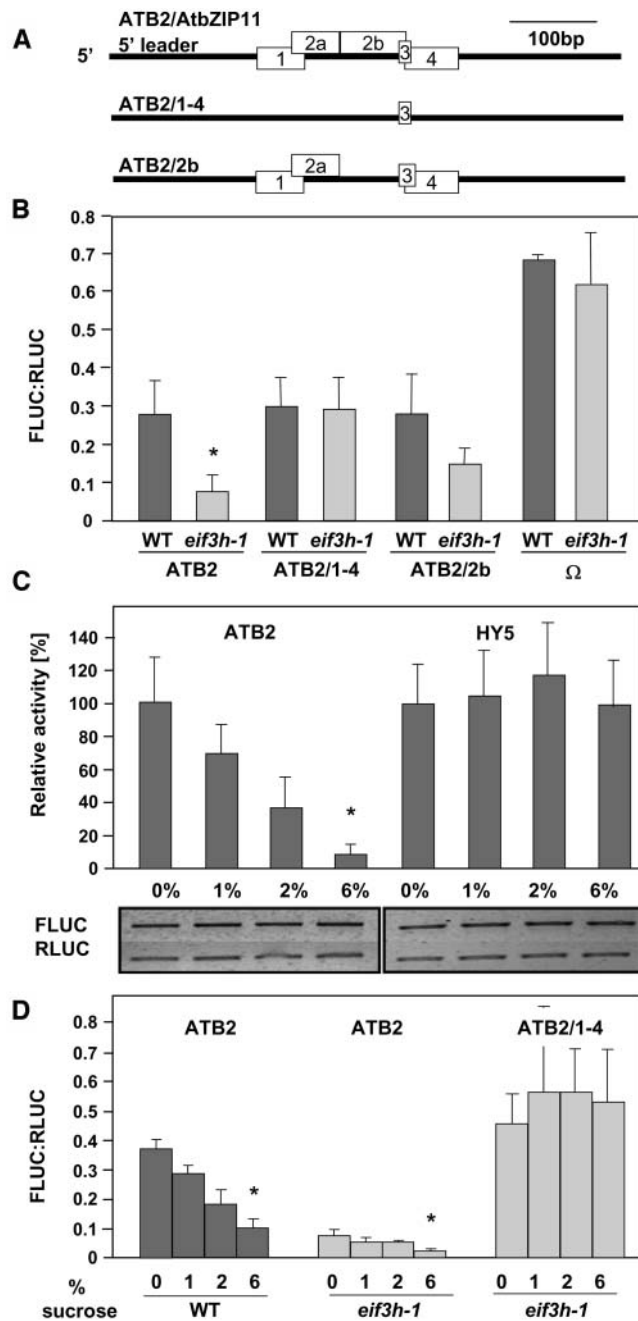 A
ATB2/AtbZIP11
5' leader
5'
100bp
1 2a 2b 3 4
ATB2/1-4
3
ATB2/2b
1 2a 3 4
B
FLUC:RLUC
0.8
0.7
0.6
0.5
0.4
0.3
0.2
0.1
0
*
WT eif3h-1 WT eif3h-1 WT eif3h-1 WT eif3h-1
ATB2 ATB2/1-4 ATB2/2b Ω
C
ATB2 HY5
Relative activity [%]
140
120
100
80
60
40
20
0
*
0% 1% 2% 6% 0% 1% 2% 6%
FLUC
RLUC
D
ATB2 ATB2 ATB2/1-4
FLUC:RLUC
0.8
0.7
0.6
0.5
0.4
0.3
0.2
0.1
0
* *
% sucrose
0 1 2 6 0 1 2 6 0 1 2 6
WT eif3h-1 eif3h-1